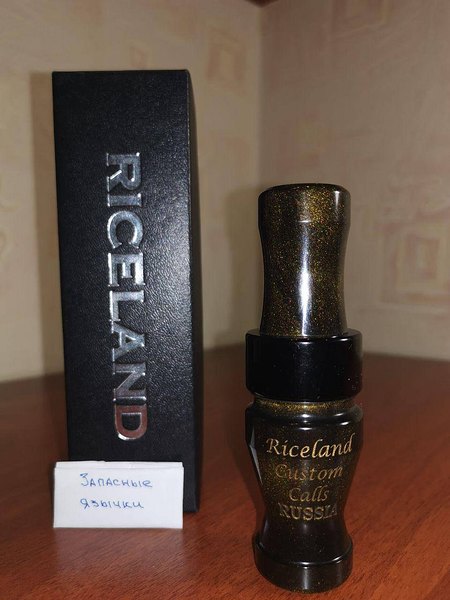 RICELAND
Запасные
язычки
Riceland
Custom
Calls
RUSSIA